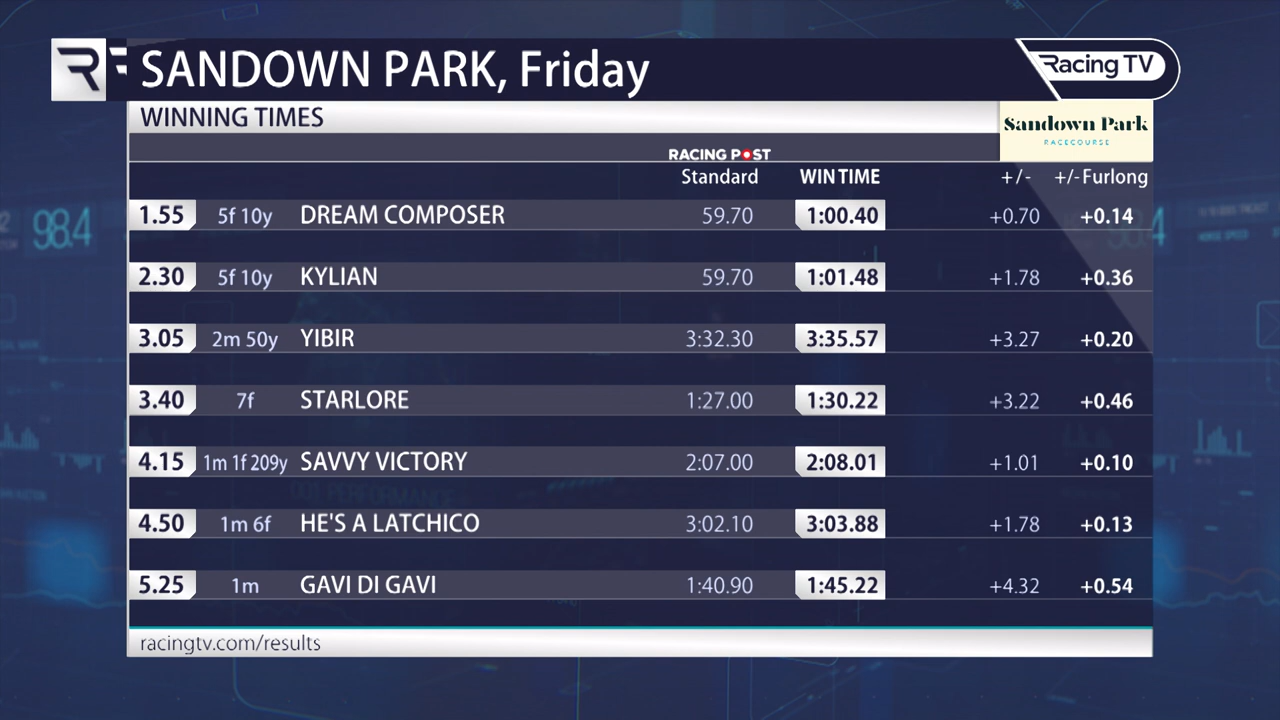 SANDOWN PARK, Friday
Racing TV
WINNING TIMES
Sandown Park
RACECOURSE
RACING POST
Standard WIN TIME +/- +/- Furlong
1.55 5f 10y DREAM COMPOSER 59.70 1:00.40 +0.70 +0.14
2.30 5f 10y KYLIAN 59.70 1:01.48 +1.78 +0.36
3.05 2m 50y YIBIR 3:32.30 3:35.57 +3.27 +0.20
3.40 7f STARLORE 1:27.00 1:30.22 +3.22 +0.46
4.15 1m 1f 209y SAVVY VICTORY 2:07.00 2:08.01 +1.01 +0.10
4.50 1m 6f HE'S A LATCHICO 3:02.10 3:03.88 +1.78 +0.13
5.25 1m GAVI DI GAVI 1:40.90 1:45.22 +4.32 +0.54
racingtv.com/results
98.4